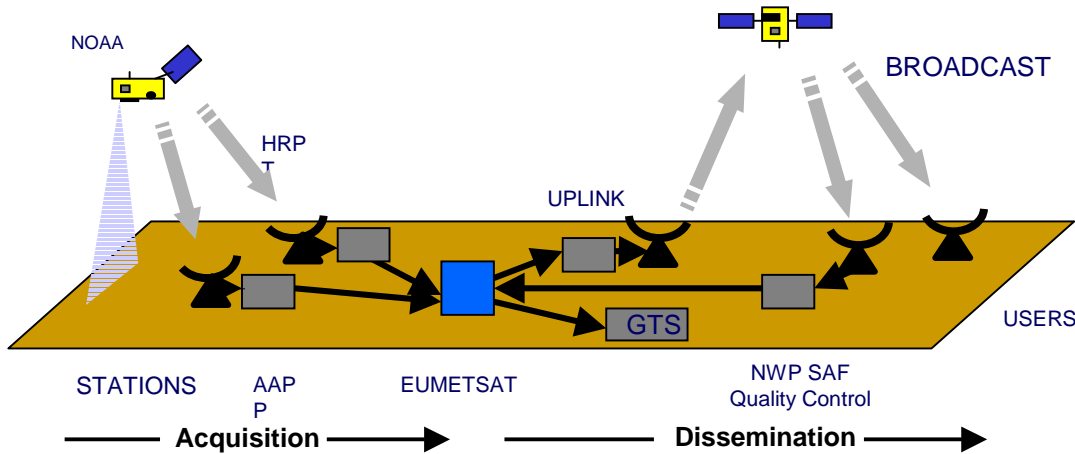 NOAA
BROADCAST
HRP
T
UPLINK
GTS
USERS
STATIONS
AAP
P
EUMETSAT
NWP SAF
Quality Control
Acquisition
Dissemination